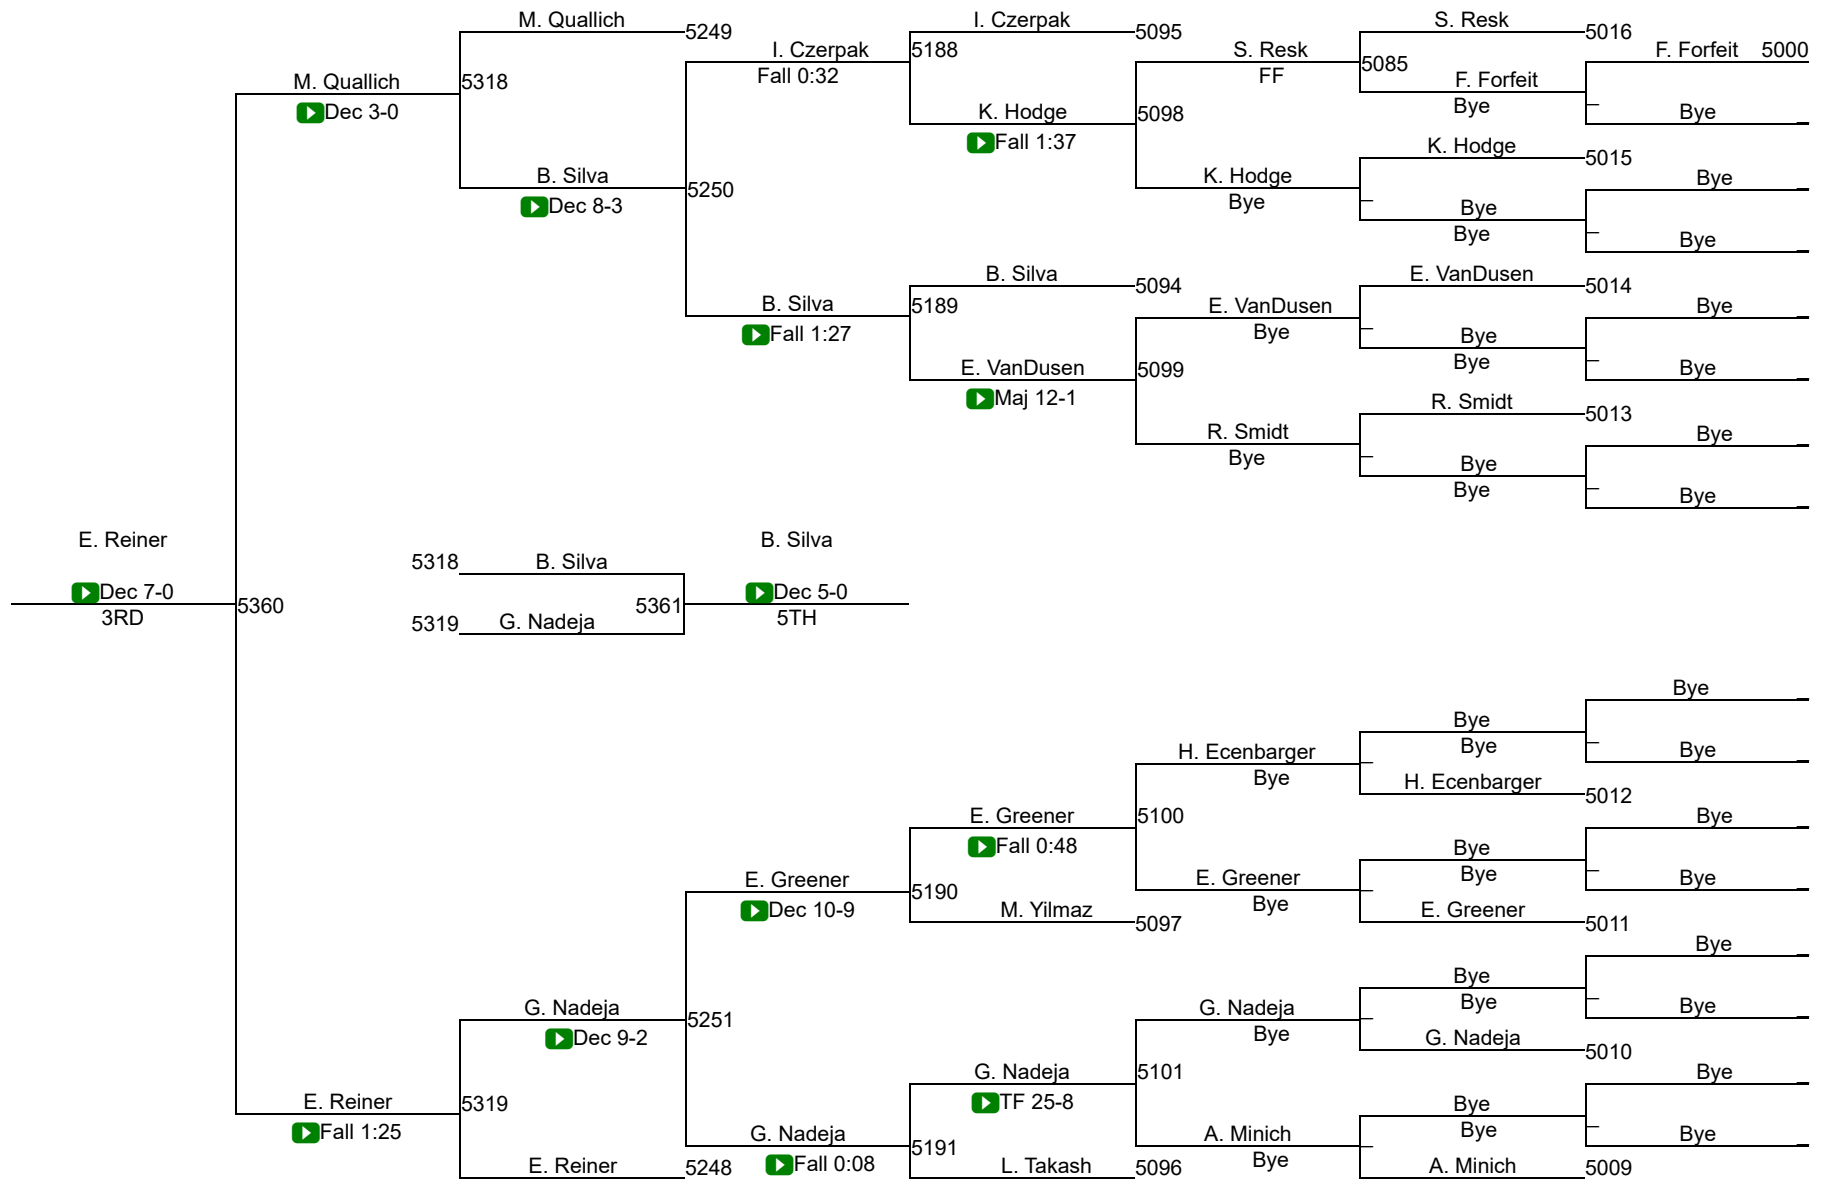 M. Quallich
5249
I. Czerpak
5095
S. Resk
5016
I. Czerpak
5188
S. Resk
F. Forfeit 5000
Fall 0:32
FF
5085
M. Quallich
5318
F. Forfeit
Bye
Dec 3-0
K. Hodge
5098
Bye
Fall 1:37
K. Hodge
5015
B. Silva
K. Hodge
Bye
5250
Dec 8-3
Bye
Bye
Bye
Bye
B. Silva
5094
E. VanDusen
5014
B. Silva
5189
E. VanDusen
Bye
Fall 1:27
Bye
Bye
Bye
E. VanDusen
5099
Bye
Maj 12-1
R. Smidt
5013
R. Smidt
Bye
Bye
Bye
Bye
Bye
E. Reiner
B. Silva
5318
B. Silva
Dec 7-0
Dec 5-0
5360
5361
3RD
5TH
5319
G. Nadeja
Bye
Bye
Bye
H. Ecenbarger
Bye
Bye
H. Ecenbarger
5012
E. Greener
5100
Bye
Fall 0:48
Bye
Bye
E. Greener
E. Greener
Bye
5190
Bye
Dec 10-9
M. Yilmaz
5097
E. Greener
5011
Bye
Bye
Bye
G. Nadeja
G. Nadeja
Bye
5251
Bye
Dec 9-2
G. Nadeja
5010
G. Nadeja
5101
Bye
E. Reiner
5319
TF 25-8
Bye
Bye
Fall 1:25
G. Nadeja
A. Minich
Bye
5191
Bye
Fall 0:08
E. Reiner
5248
L. Takash
5096
A. Minich
5009